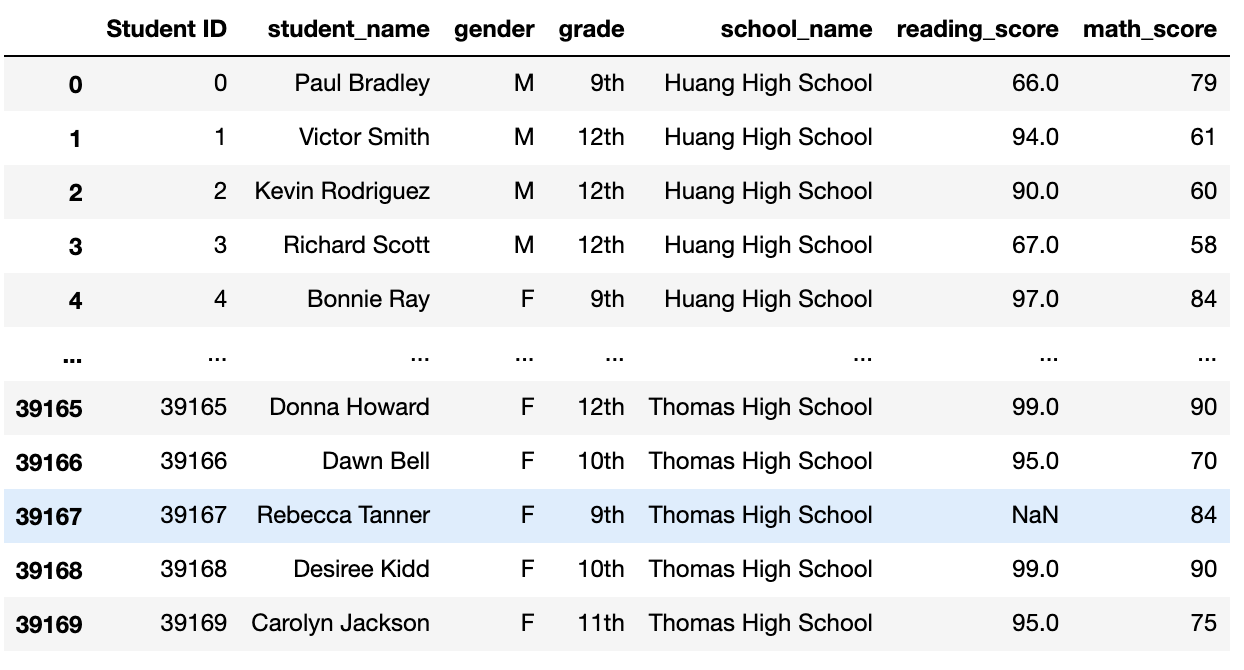 Student ID student_name gender grade school_name reading_score math_score
0 0 Paul Bradley M 9th Huang High School 66.0 79
1 1 Victor Smith M 12th Huang High School 94.0 61
2 2 Kevin Rodriguez M 12th Huang High School 90.0 60
3 3 Richard Scott M 12th Huang High School 67.0 58
4 4 Bonnie Ray F 9th Huang High School 97.0 84
... ... ... ... ... ... ... ...
39165 39165 Donna Howard F 12th Thomas High School 99.0 90
39166 39166 Dawn Bell F 10th Thomas High School 95.0 70
39167 39167 Rebecca Tanner F 9th Thomas High School NaN 84
39168 39168 Desiree Kidd F 10th Thomas High School 99.0 90
39169 39169 Carolyn Jackson F 11th Thomas High School 95.0 75